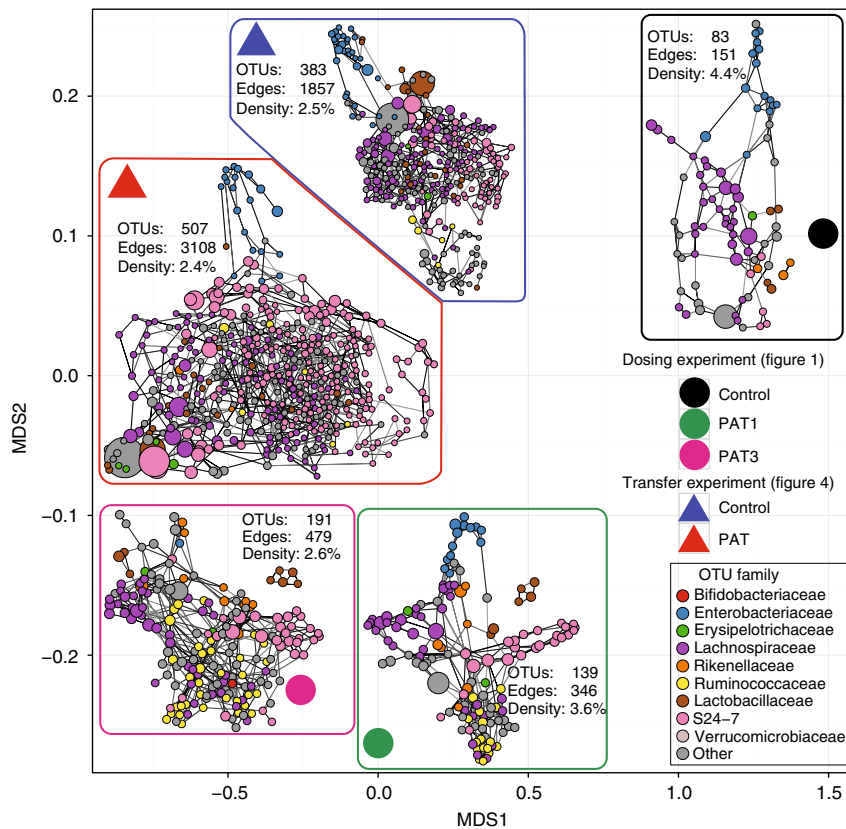 OTUs: 383
Edges: 1857
Density: 2.5%
OTUs: 83
Edges: 151
Density: 4.4%
OTUs: 507
Edges: 3108
Density: 2.4%
OTUs: 191
Edges: 479
Density: 2.6%
OTUs: 139
Edges: 346
Density: 3.6%
Dosing experiment (figure 1)
Control
PAT1
PAT3
Transfer experiment (figure 4)
Control
PAT
OTU family
Bifidobacteriaceae
Enterobacteriaceae
Erysipelotrichaceae
Lachnospiraceae
Rikenellaceae
Ruminococcaceae
Lactobacillaceae
S24−7
Verrucomicrobiaceae
Other
MDS2
0.2
0.1
0.0
−0.1
−0.2
−0.5
0.0
0.5
1.0
1.5
MDS1